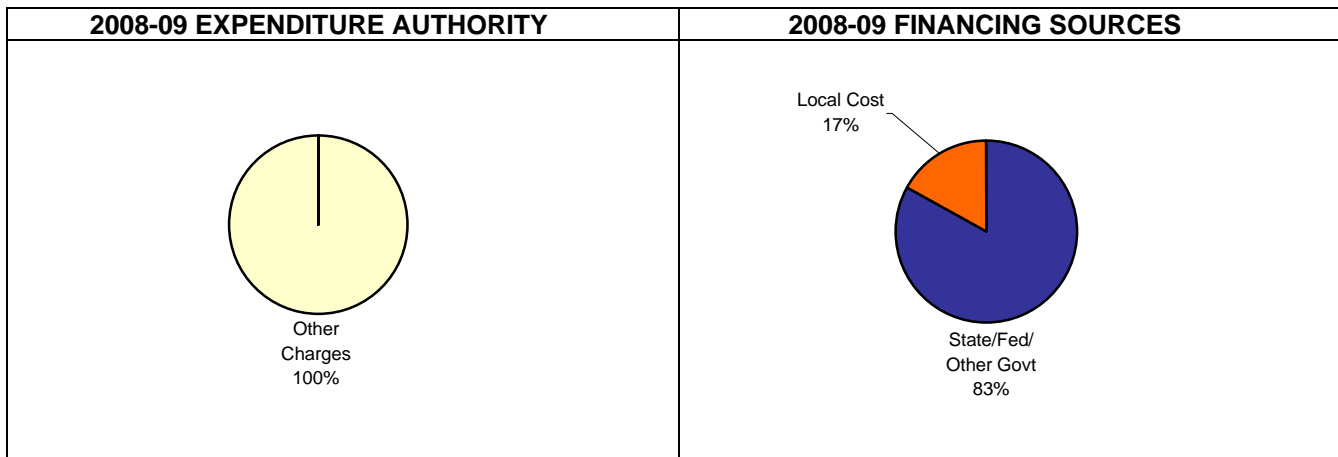 2008-09 EXPENDITURE AUTHORITY
2008-09 FINANCING SOURCES
Other
Charges
100%
Local Cost
17%
State/Fed/
Other Govt
83%